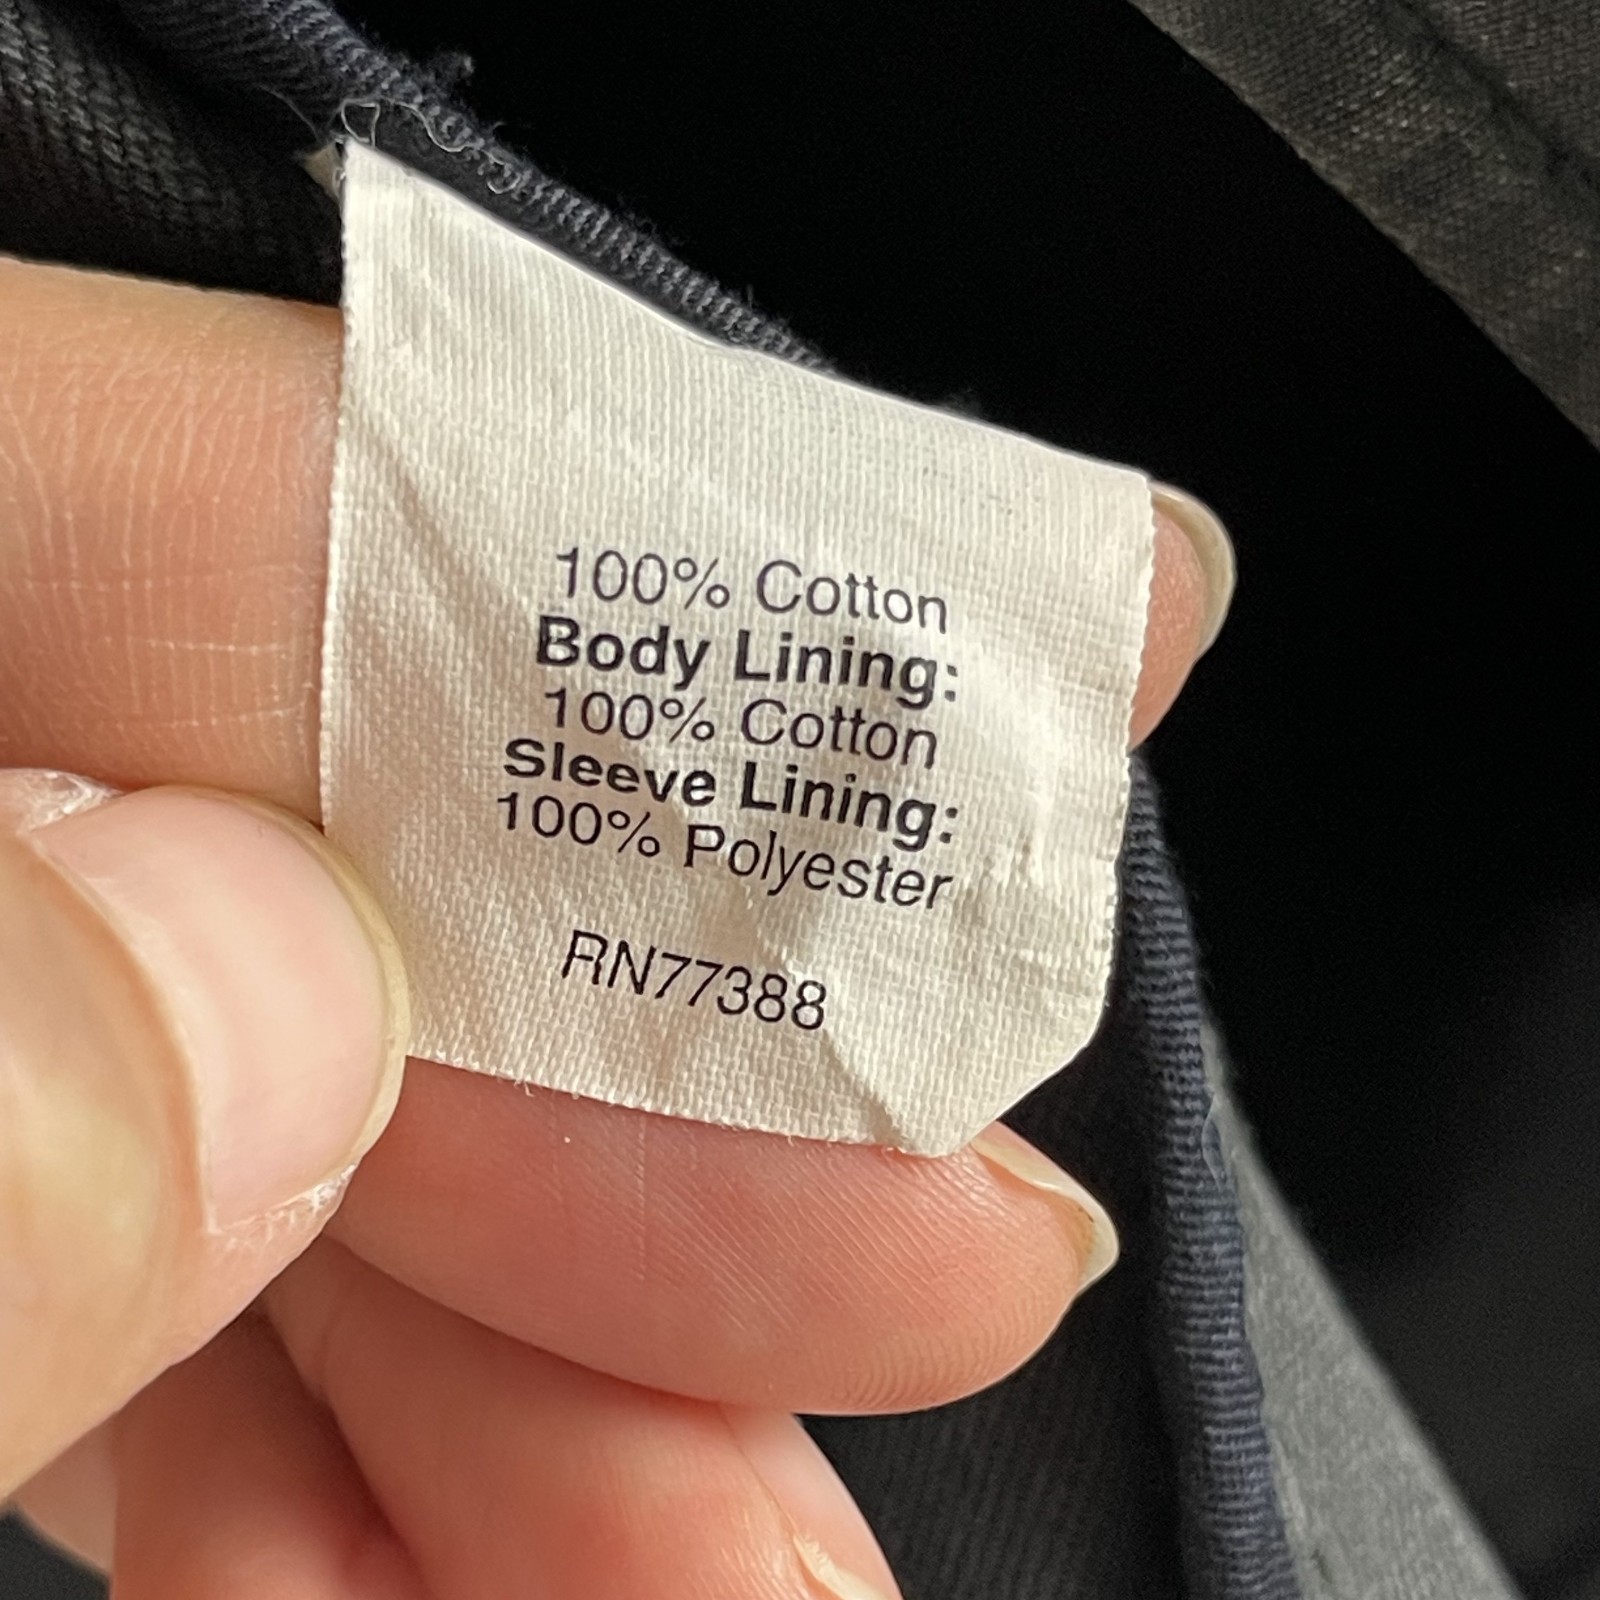 100% Cotton
Body Lining:
100% Cotton
Sleeve Lining:
100% Polyester
RN77388